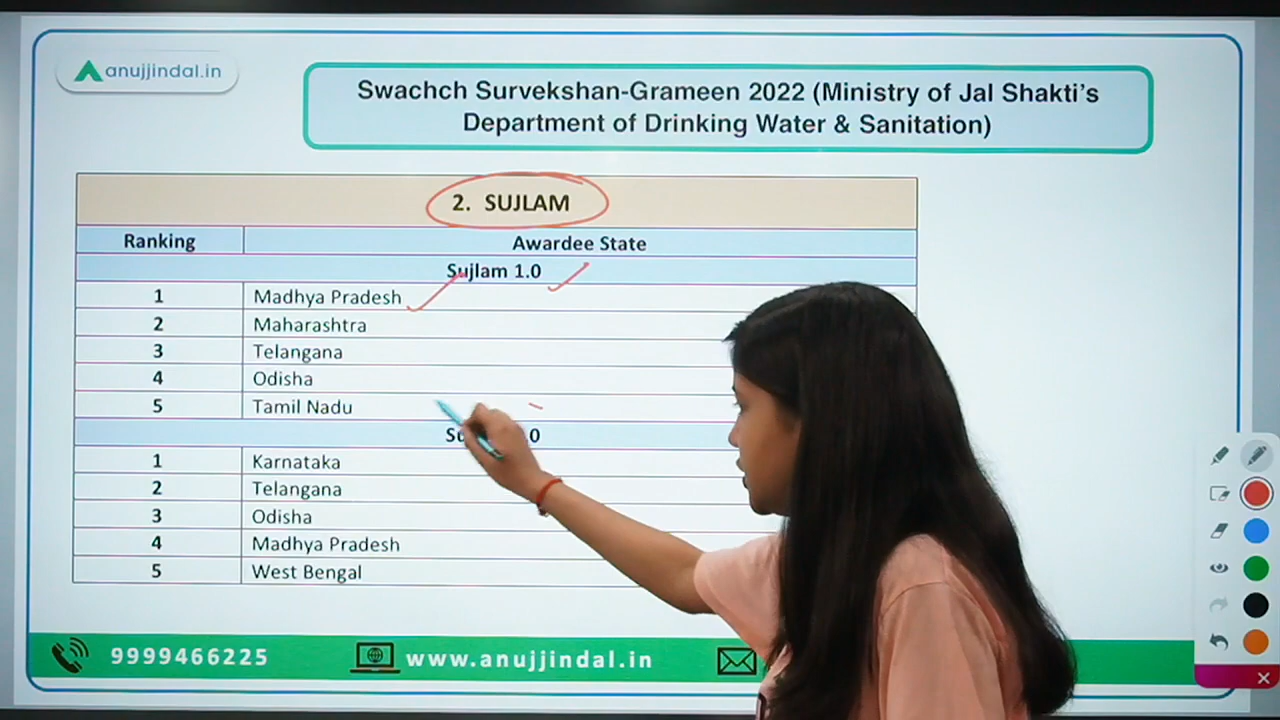 anujjindal.in
Swachch Survekshan-Grameen 2022 (Ministry of Jal Shakti's
Department of Drinking Water & Sanitation)
2. SUJLAM
Ranking Awardee State
Sujlam 1.0
1 Madhya Pradesh
2 Maharashtra
3 Telangana
4 Odisha
5 Tamil Nadu
1 Karnataka
2 Telangana
3 Odisha
4 Madhya Pradesh
5 West Bengal
9999466225 www.anujjindal.in